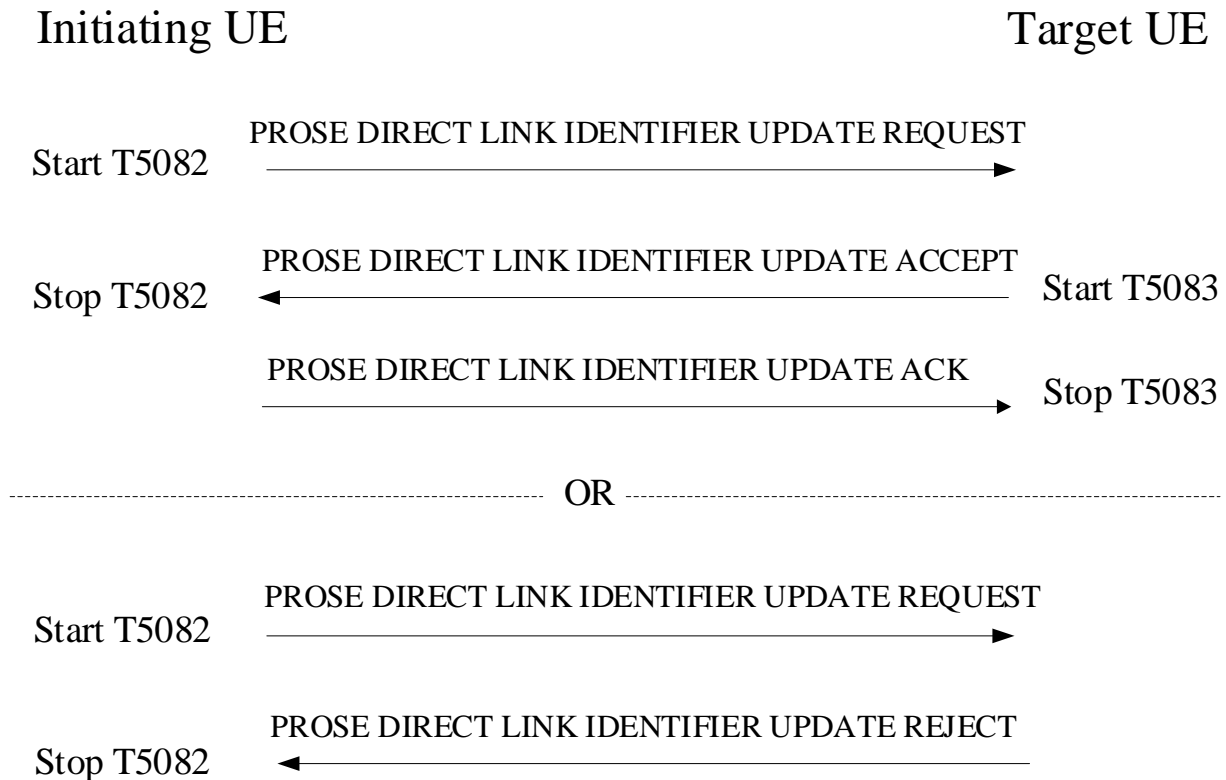 Initiating UE Target UE
PROSE DIRECT LINK IDENTIFIER UPDATE REQUEST
Start T5082
PROSE DIRECT LINK IDENTIFIER UPDATE ACCEPT
Stop T5082 Start T5083
PROSE DIRECT LINK IDENTIFIER UPDATE ACK
Stop T5083
OR
PROSE DIRECT LINK IDENTIFIER UPDATE REQUEST
Start T5082
PROSE DIRECT LINK IDENTIFIER UPDATE REJECT
Stop T5082